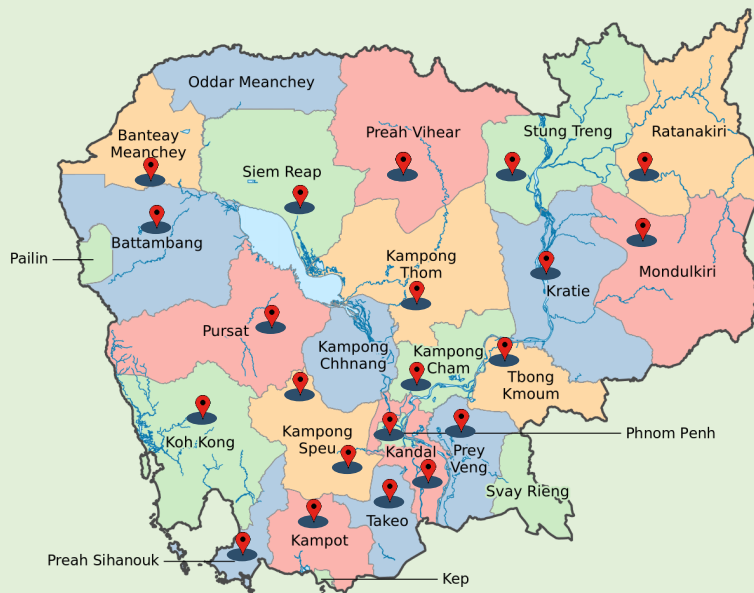 Oddar Meanchey
Banteay
Meanchey
Preah Vihear
Stung Treng
Ratanakiri
Siem Reap
Battambang
Pailin
Kampong
Thom
Mondulkiri
Kratie
Pursat
Kampong
Chhnang
Kampong
Cham
Tbong
Kmoum
Koh Kong
Kampong
Speu
Kandal
Phnom Penh
Prey
Veng
Svay Rieng
Takeo
Kampot
Preah Sihanouk
Kep